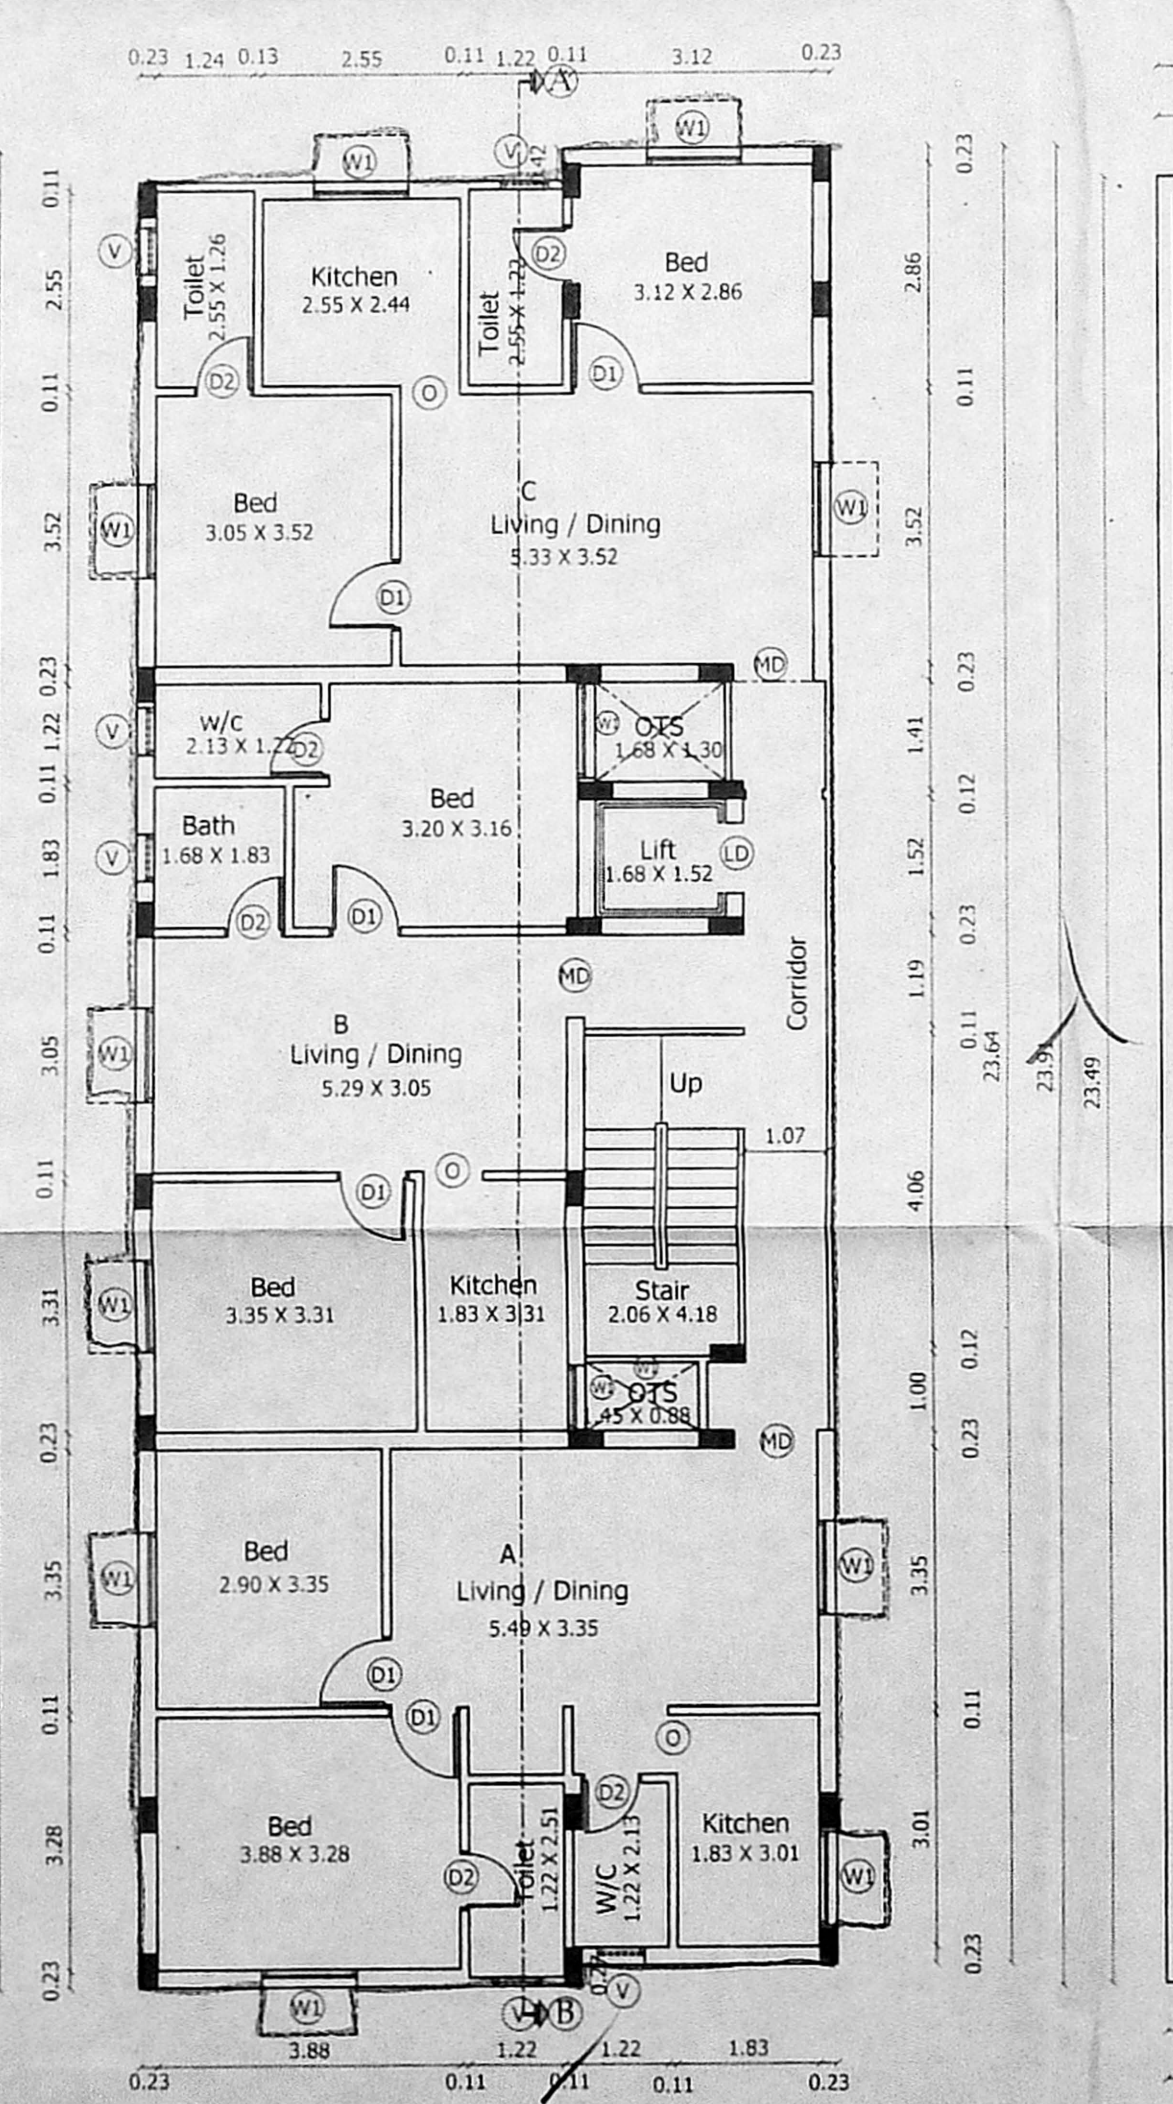 0.23 1.24 0.13 2.55 0.11 1.22 0.11 3.12 0.23
A
W1
W1
V
.42
0.23
0.11
V
Toilet
2.55 X 1.26
Kitchen
2.55 X 2.44
Toilet
2.55 X 1.22
D2
Bed
3.12 X 2.86
2.55
2.86
D2
O
D1
0.11
0.11
W1
Bed
3.05 X 3.52
C
Living / Dining
5.33 X 3.52
W1
3.52
3.52
D1
MD
0.23
0.23
V
W/C
2.13 X 1.22
D2
W1
OTS
1.68 X 1.30
1.22
1.41
0.11
0.12
Bed
3.20 X 3.16
V
Bath
1.68 X 1.83
Lift
1.68 X 1.52
LD
1.83
1.52
D2
D1
0.11
0.23
MD
Corridor
1.19
W1
B
Living / Dining
5.29 X 3.05
3.05
0.11
23.64
23.91
23.49
Up
1.07
O
D1
0.11
4.06
W1
Bed
3.35 X 3.31
Kitchen
1.83 X 3.31
Stair
2.06 X 4.18
3.31
0.12
W1
W1
OTS
1.45 X 0.88
1.00
MD
0.23
0.23
W1
Bed
2.90 X 3.35
A
Living / Dining
5.49 X 3.35
W1
3.35
3.35
D1
D1
O
0.11
0.11
D2
Bed
3.88 X 3.28
D2
Toilet
1.22 X 2.51
W/C
1.22 X 2.13
Kitchen
1.83 X 3.01
W1
3.28
3.01
0.23
0.23
W1
V
B
V
3.88 1.22 1.22 1.83
0.23 0.11 0.11 0.11 0.23